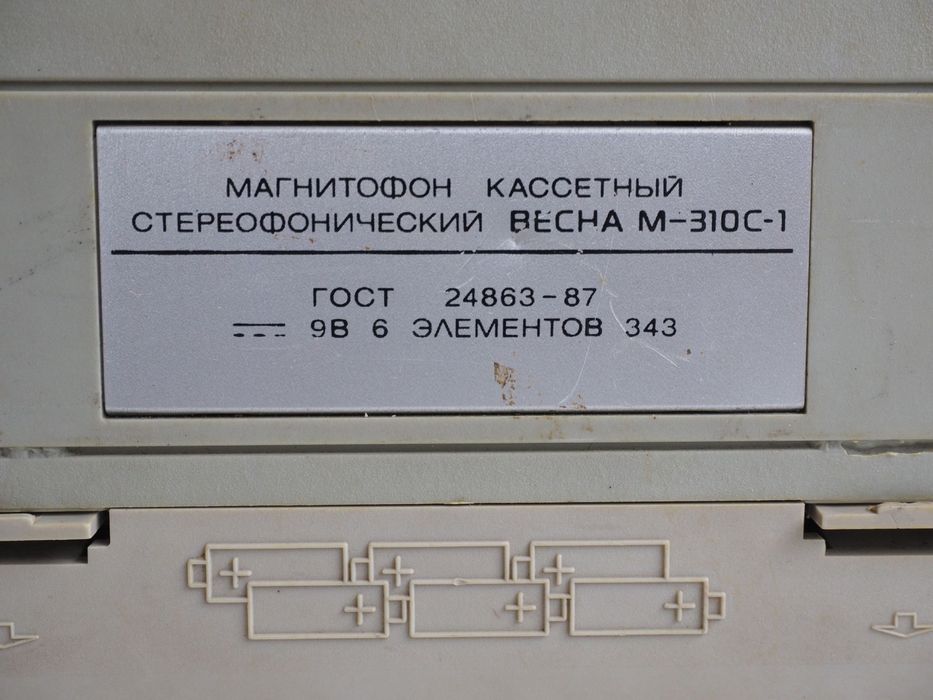 МАГНИТОФОН КАССЕТНЫЙ
СТЕРЕОФОНИЧЕСКИЙ ВЕСНА М-310С-1
ГОСТ 24863-87
9В 6 ЭЛЕМЕНТОВ 343